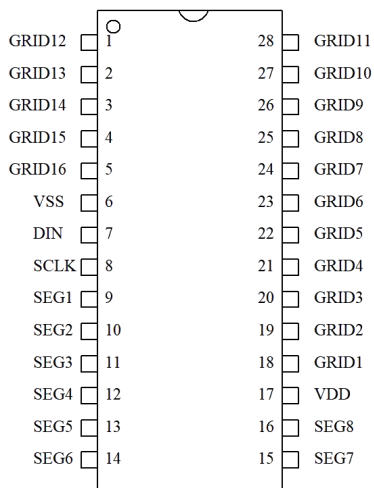 GRID12 1 28 GRID11
GRID13 2 27 GRID10
GRID14 3 26 GRID9
GRID15 4 25 GRID8
GRID16 5 24 GRID7
VSS 6 23 GRID6
DIN 7 22 GRID5
SCLK 8 21 GRID4
SEG1 9 20 GRID3
SEG2 10 19 GRID2
SEG3 11 18 GRID1
SEG4 12 17 VDD
SEG5 13 16 SEG8
SEG6 14 15 SEG7